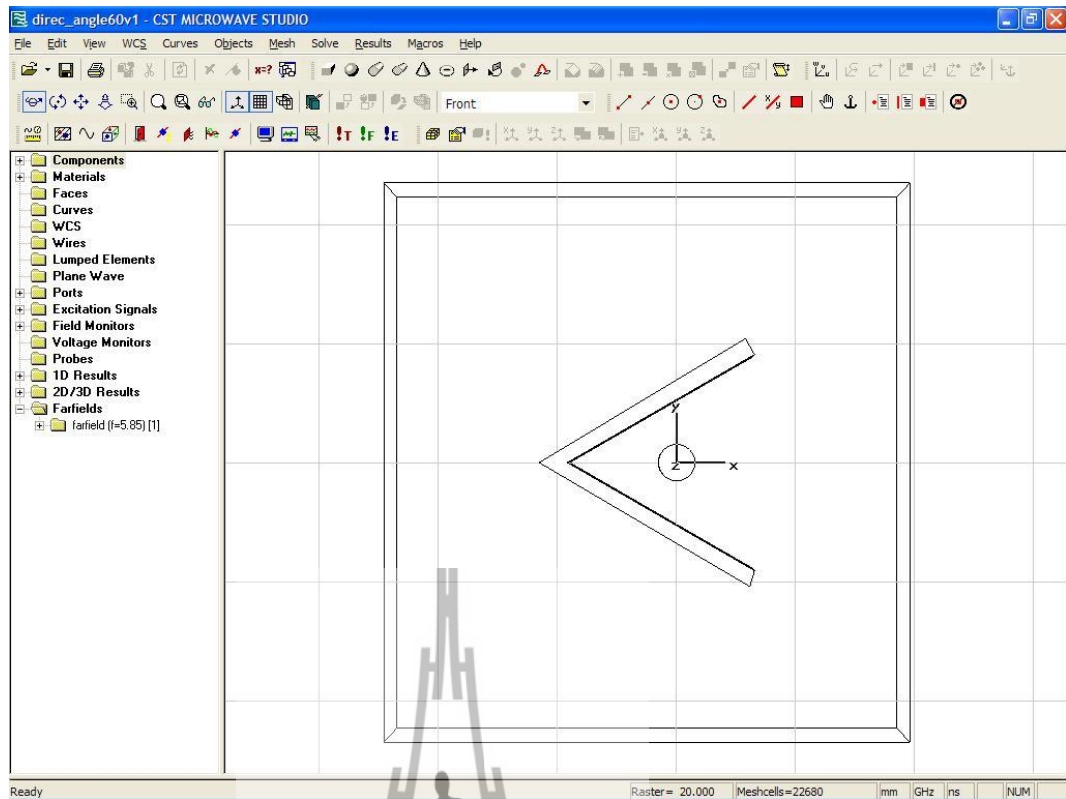 direc_angle60v1 - CST MICROWAVE STUDIO
File Edit View WCS Curves Objects Mesh Solve Results Macros Help
Front
Components
Materials
Faces
Curves
WCS
Wires
Lumped Elements
Plane Wave
Ports
Excitation Signals
Field Monitors
Voltage Monitors
Probes
1D Results
2D/3D Results
Farfields
farfield (f=5.85) [1]
y
z x
Ready Raster= 20.000 Meshcells=22680 mm GHz ns NUM